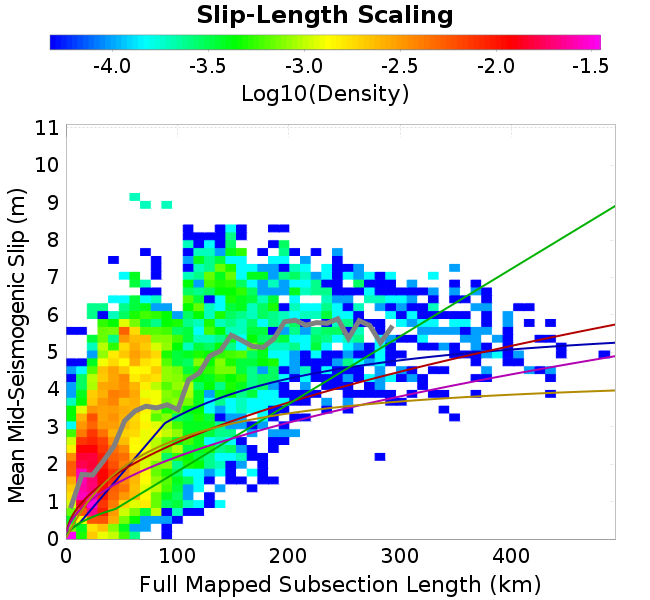 Slip-Length Scaling
-4.0 -3.5 -3.0 -2.5 -2.0 -1.5
Log10(Density)
11
10
9
8
7
6
5
4
3
2
1
0
Mean Mid-Seismogenic Slip (m)
0 100 200 300 400
Full Mapped Subsection Length (km)